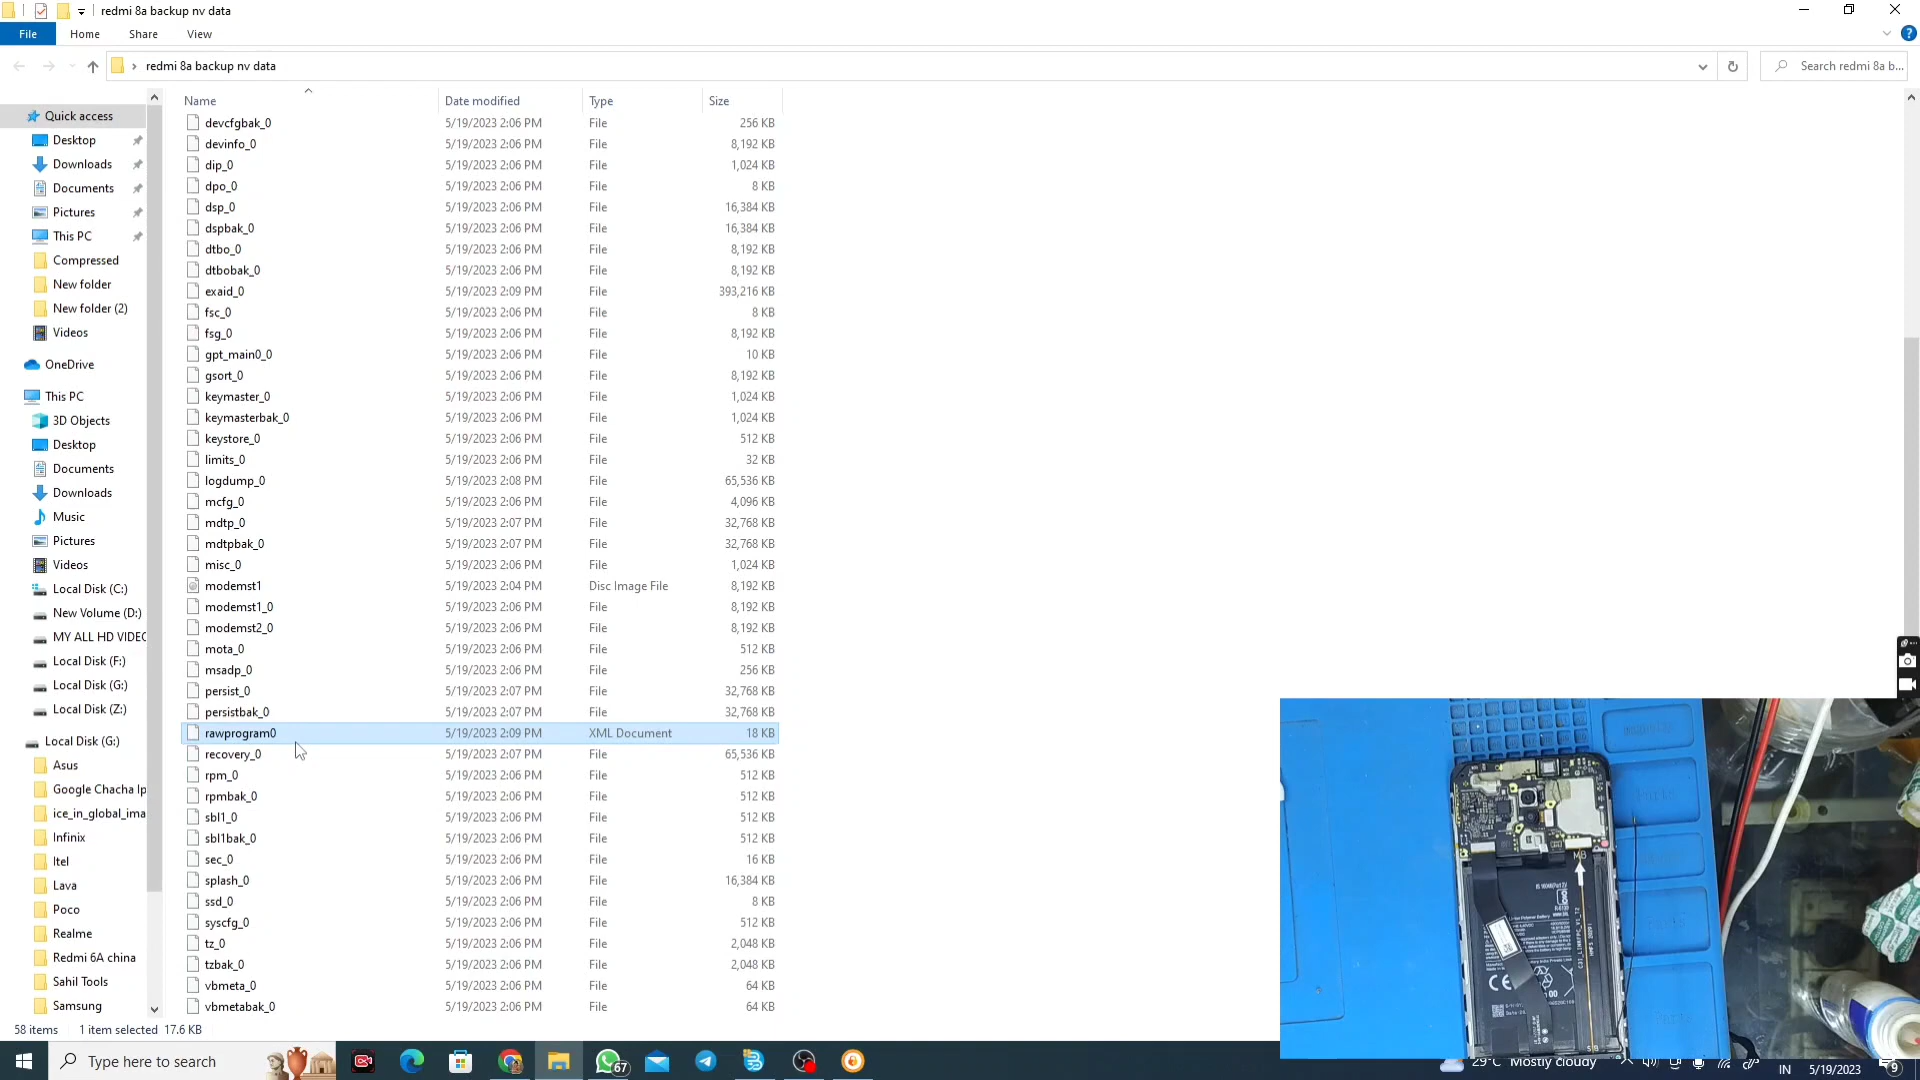 redmi 8a backup nv data
File Home Share View
redmi 8a backup nv data
Search redmi 8a b...
Name Date modified Type Size
Quick access
Desktop
Downloads
Documents
Pictures
This PC
Compressed
New folder
New folder (2)
Videos
OneDrive
This PC
3D Objects
Desktop
Documents
Downloads
Music
Pictures
Videos
Local Disk (C:)
New Volume (D:)
MY ALL HD VIDEO
Local Disk (F:)
Local Disk (G:)
Local Disk (Z:)
Local Disk (G:)
Asus
Google Chacha Ip
ice_in_global_ima
Infinix
Itel
Lava
Poco
Realme
Redmi 6A china
Sahil Tools
Samsung
devcfgbak_0 5/19/2023 2:06 PM File 256 KB
devinfo_0 5/19/2023 2:06 PM File 8,192 KB
dip_0 5/19/2023 2:06 PM File 1,024 KB
dpo_0 5/19/2023 2:06 PM File 8 KB
dsp_0 5/19/2023 2:06 PM File 16,384 KB
dspbak_0 5/19/2023 2:06 PM File 16,384 KB
dtbo_0 5/19/2023 2:06 PM File 8,192 KB
dtbobak_0 5/19/2023 2:06 PM File 8,192 KB
exaid_0 5/19/2023 2:09 PM File 393,216 KB
fsc_0 5/19/2023 2:06 PM File 8 KB
fsg_0 5/19/2023 2:06 PM File 8,192 KB
gpt_main0_0 5/19/2023 2:06 PM File 10 KB
gsort_0 5/19/2023 2:06 PM File 8,192 KB
keymaster_0 5/19/2023 2:06 PM File 1,024 KB
keymasterbak_0 5/19/2023 2:06 PM File 1,024 KB
keystore_0 5/19/2023 2:06 PM File 512 KB
limits_0 5/19/2023 2:06 PM File 32 KB
logdump_0 5/19/2023 2:08 PM File 65,536 KB
mcfg_0 5/19/2023 2:06 PM File 4,096 KB
mdtp_0 5/19/2023 2:07 PM File 32,768 KB
mdtpbak_0 5/19/2023 2:07 PM File 32,768 KB
misc_0 5/19/2023 2:06 PM File 1,024 KB
modemst1 5/19/2023 2:04 PM Disc Image File 8,192 KB
modemst1_0 5/19/2023 2:06 PM File 8,192 KB
modemst2_0 5/19/2023 2:06 PM File 8,192 KB
mota_0 5/19/2023 2:06 PM File 512 KB
msadp_0 5/19/2023 2:06 PM File 256 KB
persist_0 5/19/2023 2:07 PM File 32,768 KB
persistbak_0 5/19/2023 2:07 PM File 32,768 KB
rawprogram0 5/19/2023 2:09 PM XML Document 18 KB
recovery_0 5/19/2023 2:07 PM File 65,536 KB
rpm_0 5/19/2023 2:06 PM File 512 KB
rpmbak_0 5/19/2023 2:06 PM File 512 KB
sbl1_0 5/19/2023 2:06 PM File 512 KB
sbl1bak_0 5/19/2023 2:06 PM File 512 KB
sec_0 5/19/2023 2:06 PM File 16 KB
splash_0 5/19/2023 2:06 PM File 16,384 KB
ssd_0 5/19/2023 2:06 PM File 8 KB
syscfg_0 5/19/2023 2:06 PM File 512 KB
tz_0 5/19/2023 2:06 PM File 2,048 KB
tzbak_0 5/19/2023 2:06 PM File 2,048 KB
vbmeta_0 5/19/2023 2:06 PM File 64 KB
vbmetabak_0 5/19/2023 2:06 PM File 64 KB
MB
58 items 1 item selected 17.6 KB
Type here to search
67
29°C Mostly cloudy
IN 5/19/2023
9